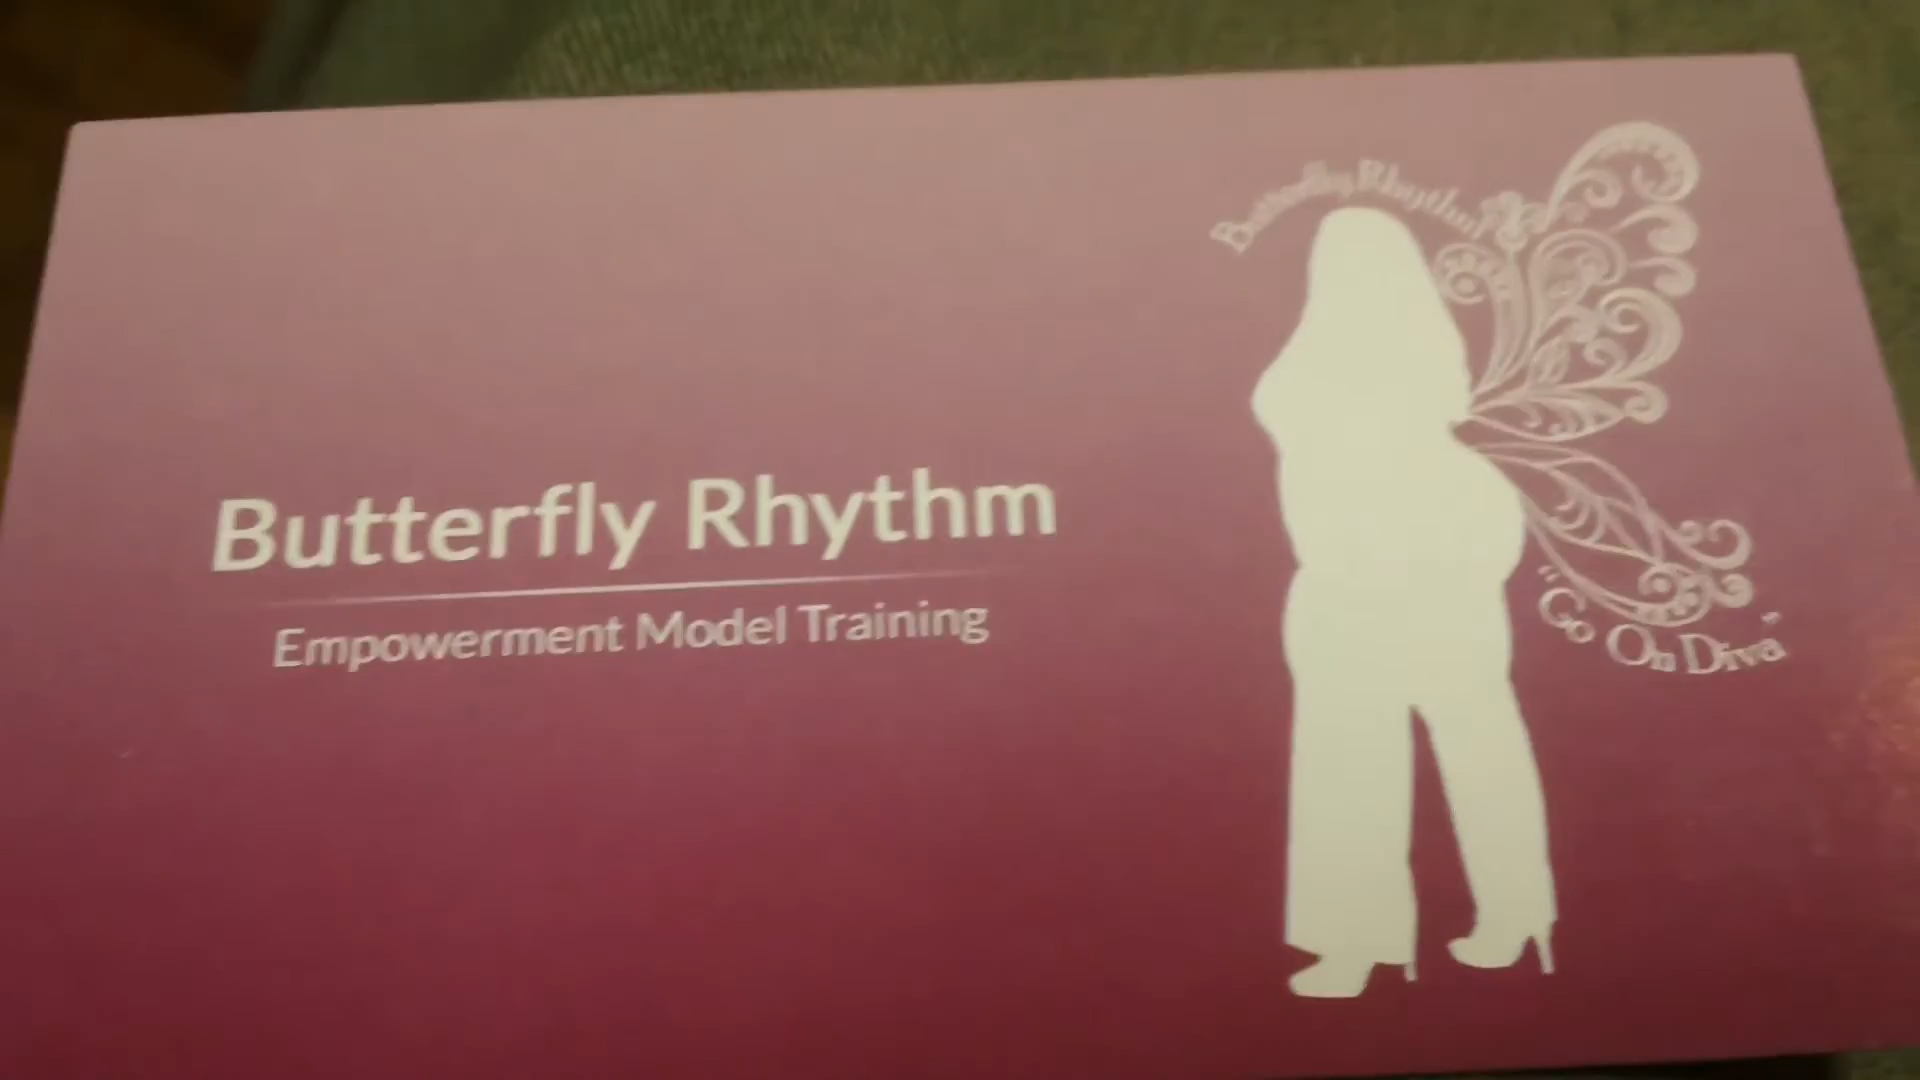 Butterfly Rhythm
Empowerment Model Training
Butterfly Rhythm
"Go On Diva"